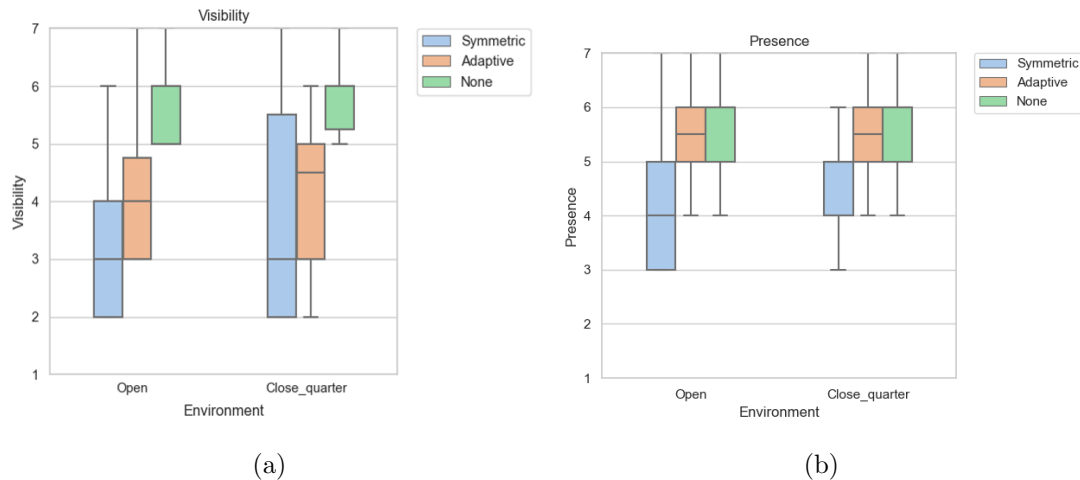 Visibility
7
6
5
4
3
2
1
Visibility
Open
Close_quarter
Environment
Symmetric
Adaptive
None
(a)
Presence
7
6
5
4
3
2
1
Presence
Open
Close_quarter
Environment
Symmetric
Adaptive
None
(b)